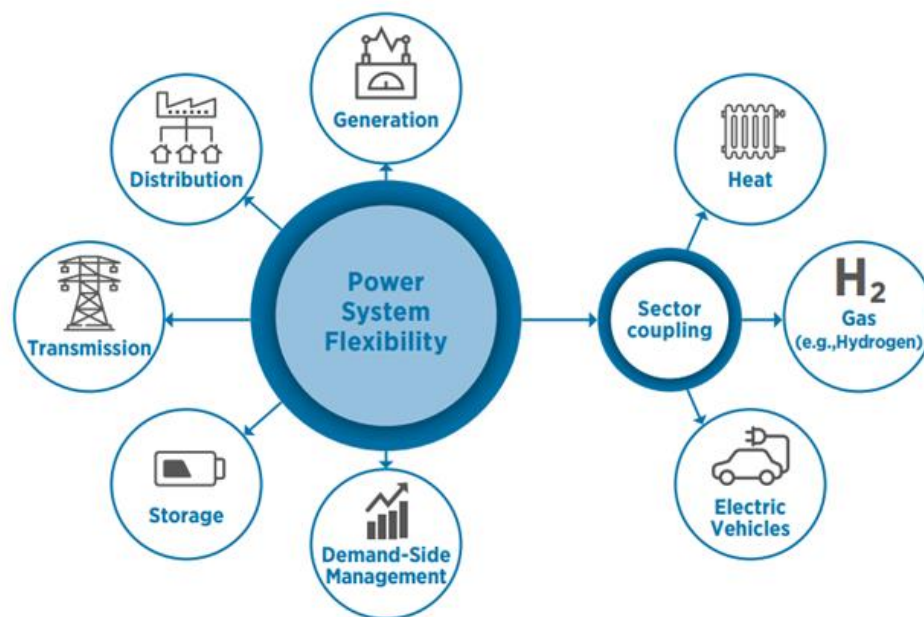 Generation
Distribution
Transmission
Storage
Demand-Side
Management
Power
System
Flexibility
Sector
coupling
Heat
H₂
Gas
(e.g.,Hydrogen)
Electric
Vehicles